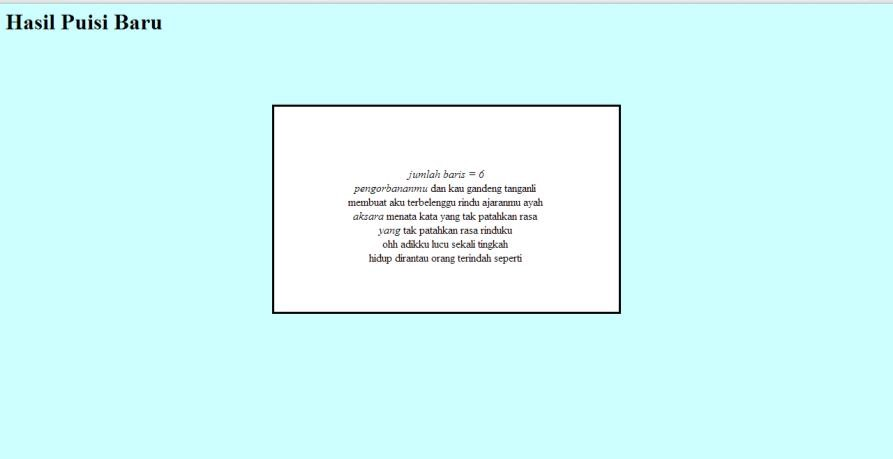 Hasil Puisi Baru
jumlah baris = 6
pengorbananmu dan kau gandeng tanganli
membuat aku terbelenggu rindu ajaranmu ayah
aksara menata kata yang tak patahkan rasa
yang tak patahkan rasa rinduku
ohh adikku lucu sekali tingkah
hidup dirantau orang terindah seperti